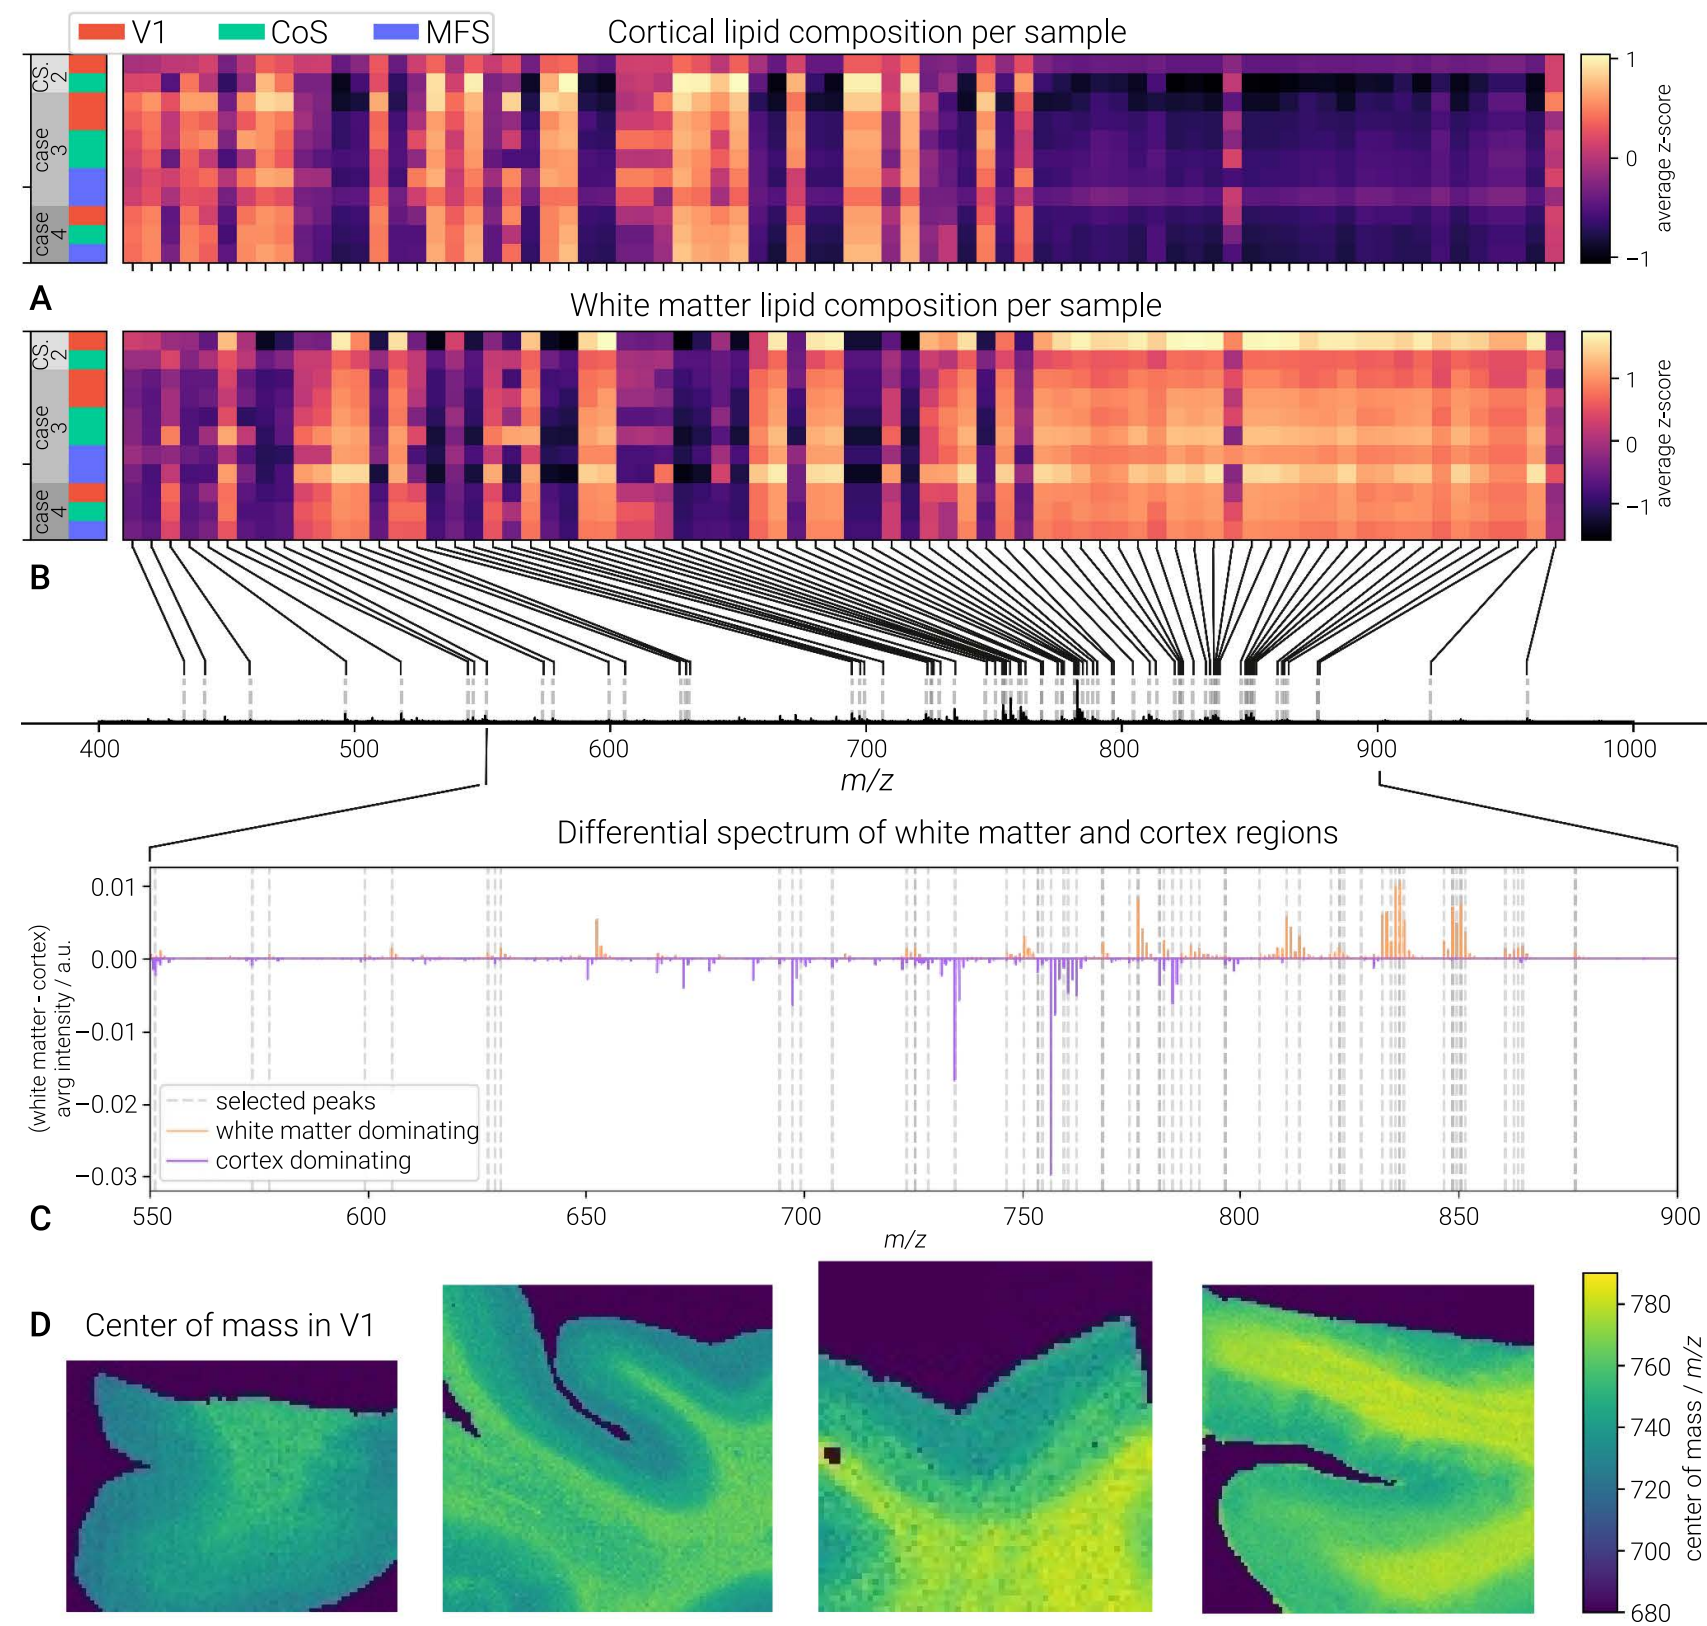 V1 CoS MFS
Cortical lipid composition per sample
CS. 2
case 3
case 4
1
0
−1
average z-score
A
White matter lipid composition per sample
CS. 2
case 3
case 4
1
0
−1
average z-score
B
400 500 600 700 800 900 1000
m/z
Differential spectrum of white matter and cortex regions
0.01
0.00
−0.01
−0.02
−0.03
(white matter - cortex)
avrg intensity / a.u.
selected peaks
white matter dominating
cortex dominating
C
550 600 650 700 750 800 850 900
m/z
D Center of mass in V1
780
760
740
720
700
680
center of mass / m/z